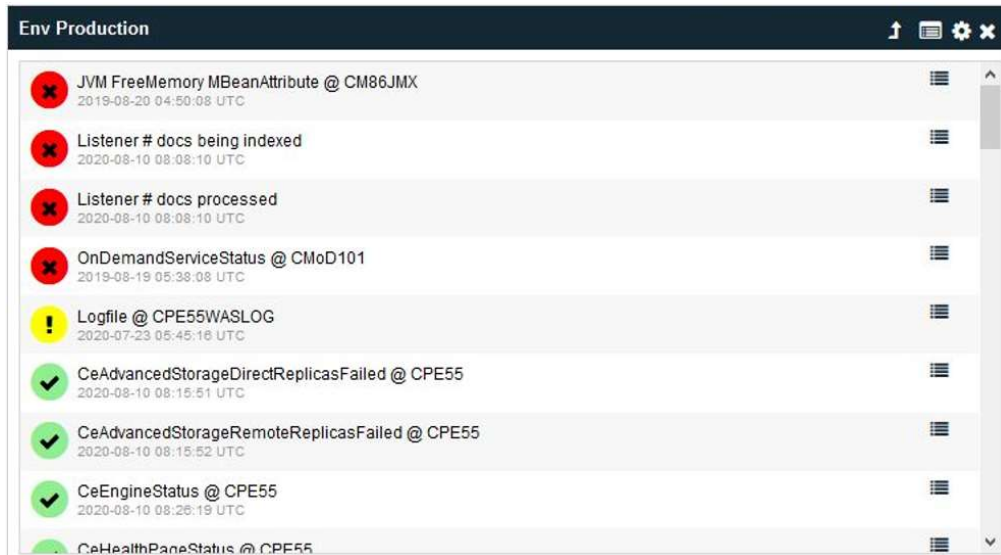 Env Production
JVM FreeMemory MBeanAttribute @ CM86JMX
2019-08-20 04:50:08 UTC
Listener # docs being indexed
2020-08-10 08:08:10 UTC
Listener # docs processed
2020-08-10 08:08:10 UTC
OnDemandServiceStatus @ CMoD101
2019-08-19 05:38:08 UTC
Logfile @ CPE55WASLOG
2020-07-23 05:45:16 UTC
CeAdvancedStorageDirectReplicasFailed @ CPE55
2020-08-10 08:15:51 UTC
CeAdvancedStorageRemoteReplicasFailed @ CPE55
2020-08-10 08:15:52 UTC
CeEngineStatus @ CPE55
2020-08-10 08:26:19 UTC
CeHealthPageStatus @ CPE55